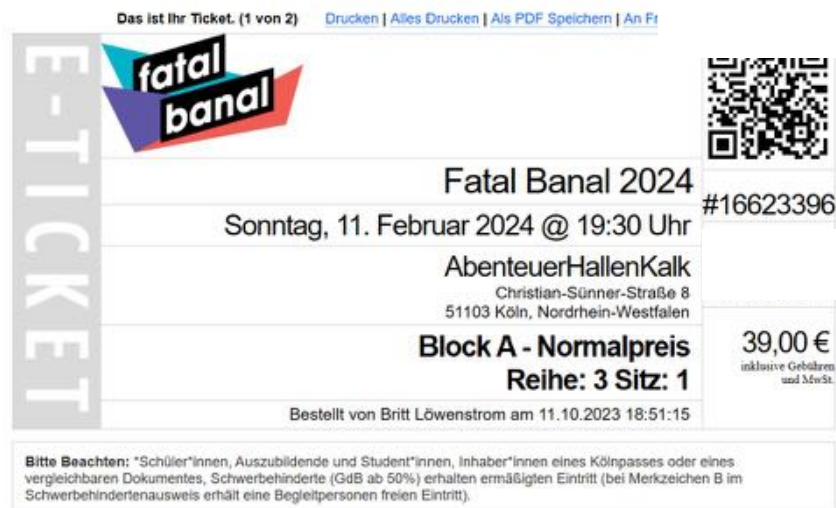 Das ist Ihr Ticket. (1 von 2) Drucken | Alles Drucken | Als PDF Speichern | An Fr
E-TICKET
fatal
banal
Fatal Banal 2024
#16623396
Sonntag, 11. Februar 2024 @ 19:30 Uhr
AbenteuerHallenKalk
Christian-Sünner-Straße 8
51103 Köln, Nordrhein-Westfalen
Block A - Normalpreis
Reihe: 3 Sitz: 1
39,00 €
inklusive Gebühren
und MwSt.
Bestellt von Britt Löwenstrom am 11.10.2023 18:51:15
Bitte Beachten: "Schüler*innen, Auszubildende und Student*innen, Inhaber*innen eines Kölnpasses oder eines
vergleichbaren Dokumentes, Schwerbehinderte (GdB ab 50%) erhalten ermäßigten Eintritt (bei Merkzeichen B im
Schwerbehindertenausweis erhält eine Begleitpersonen freien Eintritt).